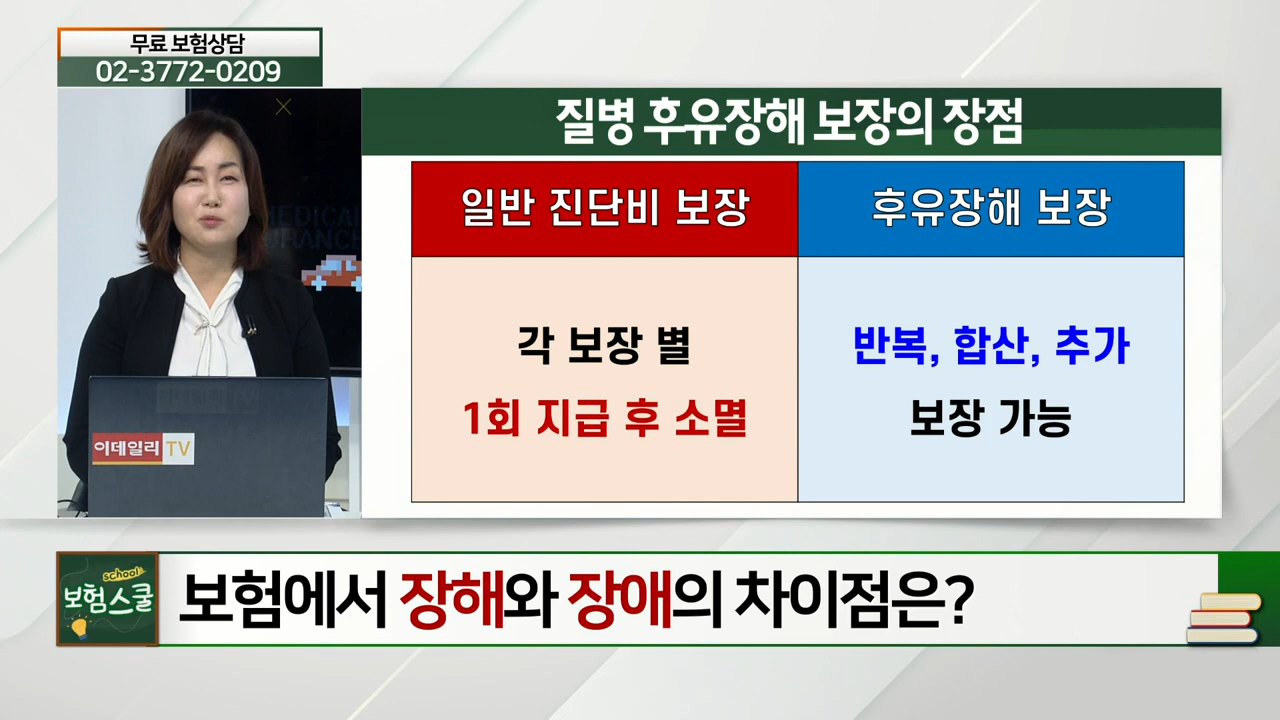 무료 보험상담
02-3772-0209
질병 후유장해 보장의 장점
일반 진단비 보장
후유장해 보장
각 보장 별
1회 지급 후 소멸
반복, 합산, 추가
보장 가능
MEDICAL
이데일리 TV
school
보험스쿨
보험에서 장해와 장애의 차이점은?